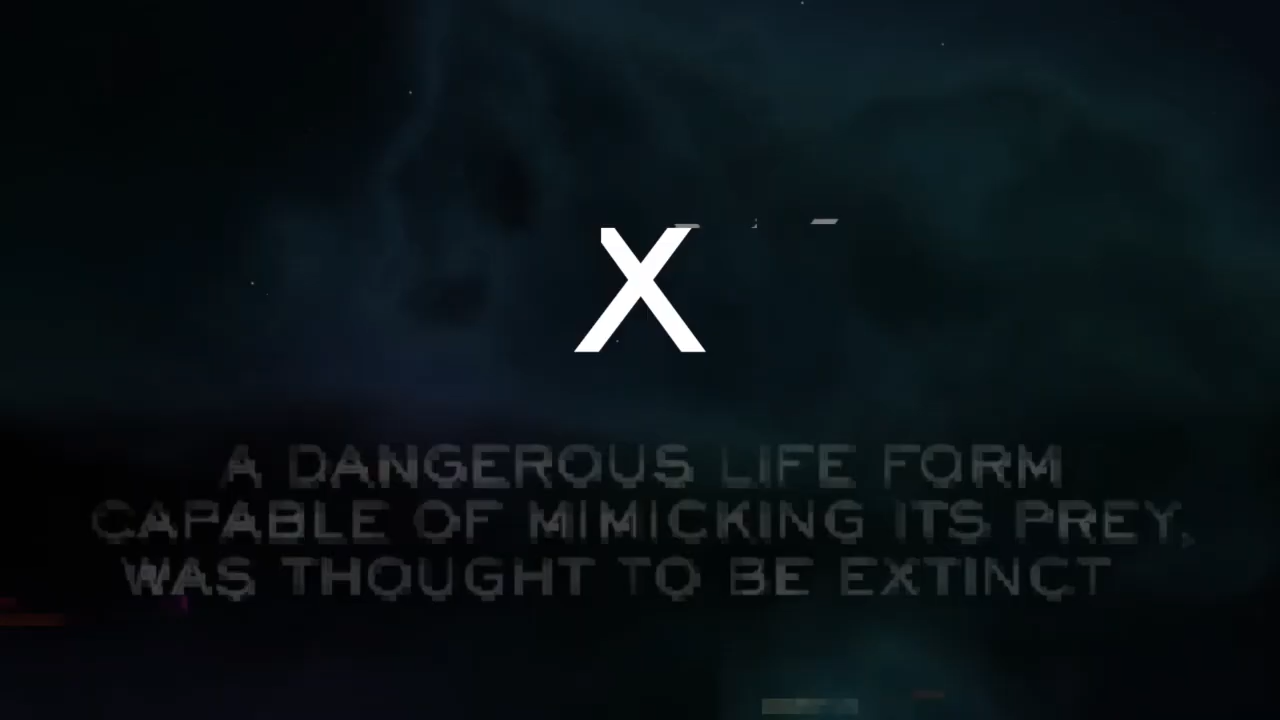 X
A DANGEROUS LIFE FORM
CAPABLE OF MIMICKING ITS PREY,
WAS THOUGHT TO BE EXTINCT